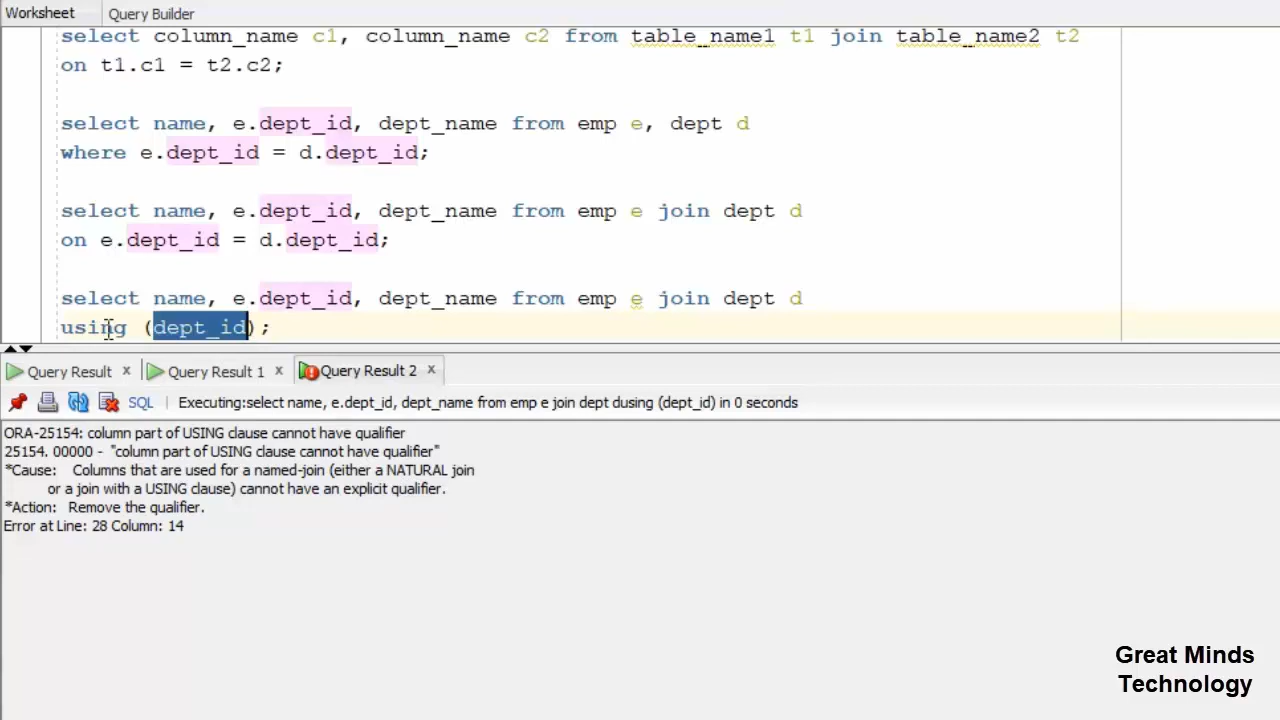 Worksheet Query Builder
select column_name c1, column_name c2 from table_name1 t1 join table_name2 t2
on t1.c1 = t2.c2;
select name, e.dept_id, dept_name from emp e, dept d
where e.dept_id = d.dept_id;
select name, e.dept_id, dept_name from emp e join dept d
on e.dept_id = d.dept_id;
select name, e.dept_id, dept_name from emp e join dept d
using (dept_id);
Query Result × Query Result 1 × Query Result 2 ×
SQL Executing:select name, e.dept_id, dept_name from emp e join dept dusing (dept_id) in 0 seconds
ORA-25154: column part of USING clause cannot have qualifier
25154. 00000 - "column part of USING clause cannot have qualifier"
*Cause: Columns that are used for a named-join (either a NATURAL join
or a join with a USING clause) cannot have an explicit qualifier.
*Action: Remove the qualifier.
Error at Line: 28 Column: 14
Great Minds
Technology